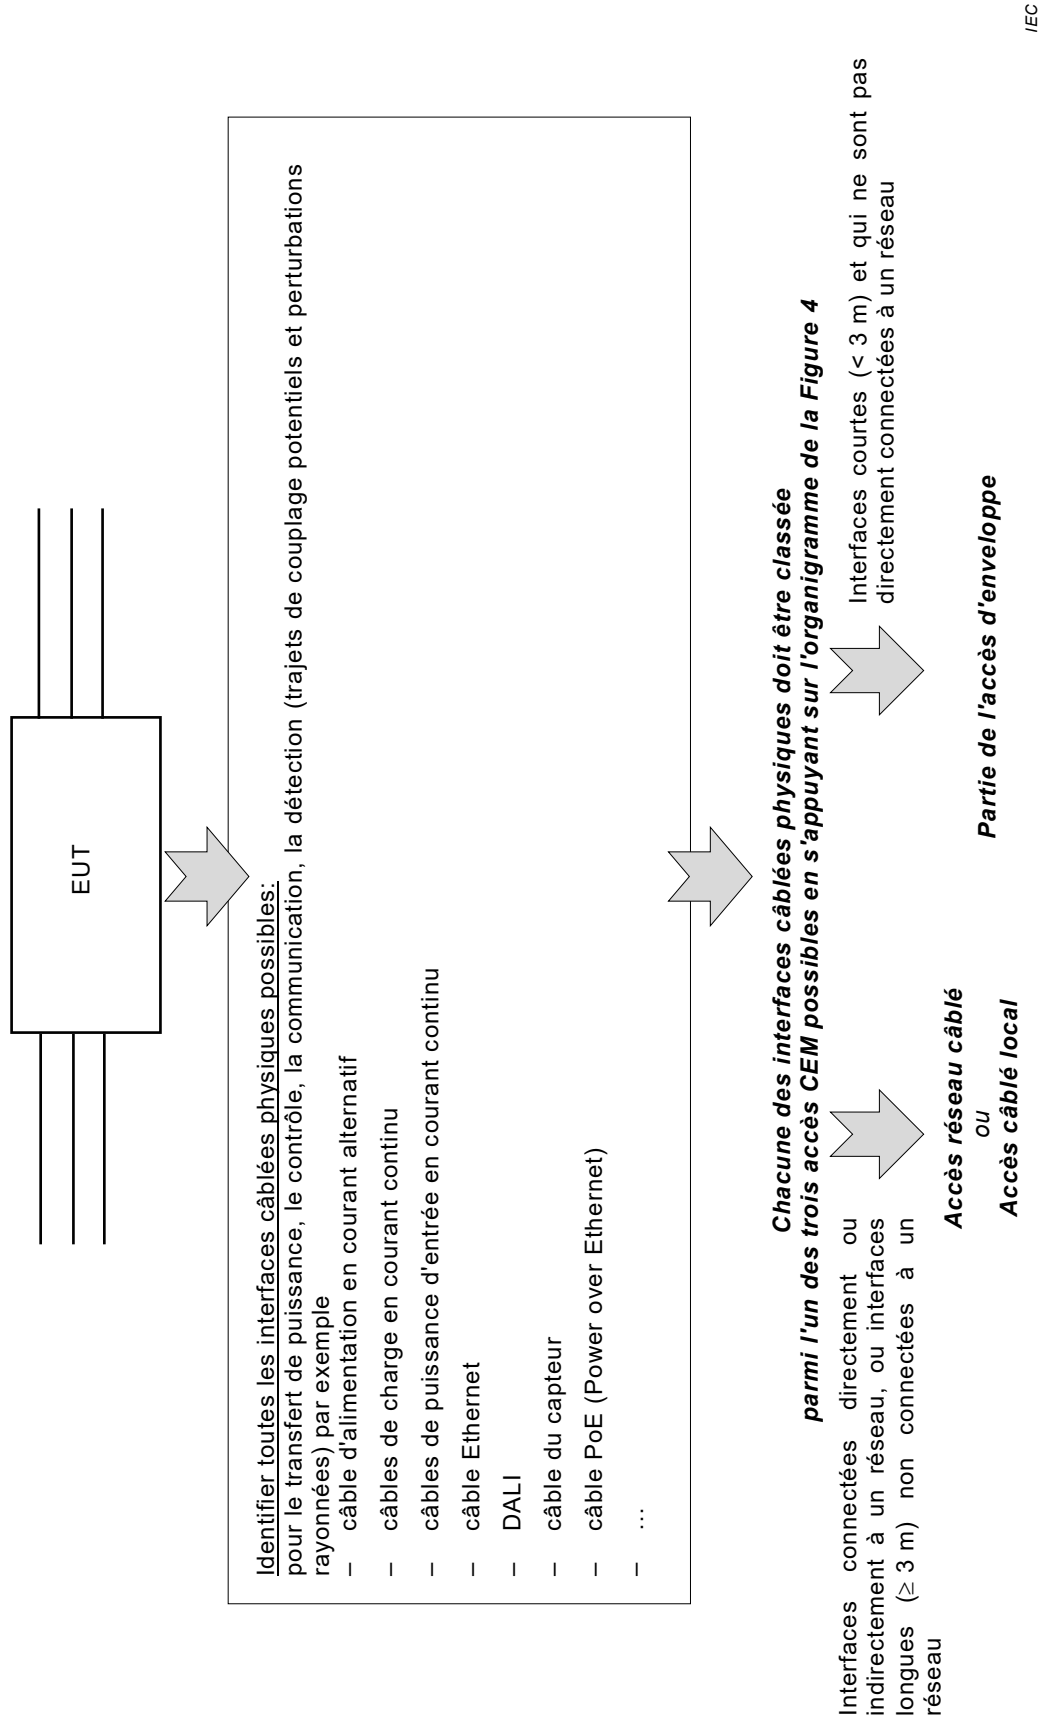 EUT
Identifier toutes les interfaces câblées physiques possibles:
pour le transfert de puissance, le contrôle, la communication, la détection (trajets de couplage potentiels et perturbations
rayonnées) par exemple
– câble d'alimentation en courant alternatif
– câbles de charge en courant continu
– câbles de puissance d'entrée en courant continu
– câble Ethernet
– DALI
– câble du capteur
– câble PoE (Power over Ethernet)
– …
Chacune des interfaces câblées physiques doit être classée
parmi l'un des trois accès CEM possibles en s'appuyant sur l'organigramme de la Figure 4
Interfaces connectées directement ou
indirectement à un réseau, ou interfaces
longues (≥ 3 m) non connectées à un
réseau
Interfaces courtes (< 3 m) et qui ne sont pas
directement connectées à un réseau
Accès réseau câblé
ou
Accès câblé local
Partie de l'accès d'enveloppe
IEC